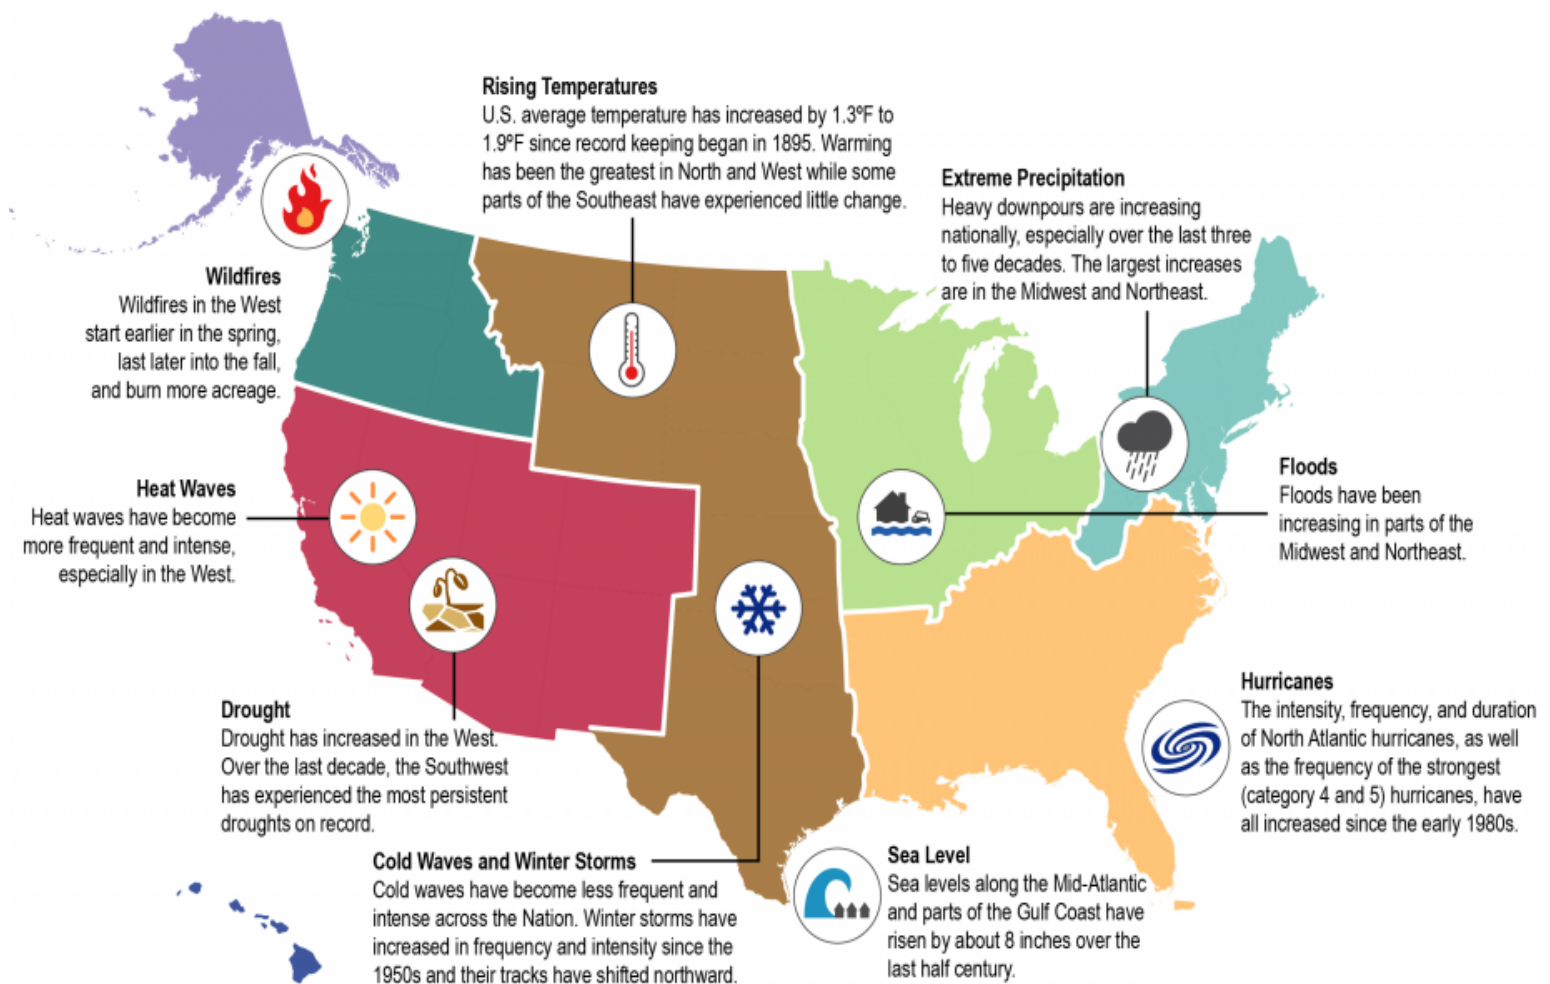 Rising Temperatures
U.S. average temperature has increased by 1.3ºF to
1.9ºF since record keeping began in 1895. Warming
has been the greatest in North and West while some
parts of the Southeast have experienced little change.
Extreme Precipitation
Heavy downpours are increasing
nationally, especially over the last three
to five decades. The largest increases
are in the Midwest and Northeast.
Wildfires
Wildfires in the West
start earlier in the spring,
last later into the fall,
and burn more acreage.
Heat Waves
Heat waves have become
more frequent and intense,
especially in the West.
Floods
Floods have been
increasing in parts of the
Midwest and Northeast.
Drought
Drought has increased in the West.
Over the last decade, the Southwest
has experienced the most persistent
droughts on record.
Hurricanes
The intensity, frequency, and duration
of North Atlantic hurricanes, as well
as the frequency of the strongest
(category 4 and 5) hurricanes, have
all increased since the early 1980s.
Cold Waves and Winter Storms
Cold waves have become less frequent and
intense across the Nation. Winter storms have
increased in frequency and intensity since the
1950s and their tracks have shifted northward.
Sea Level
Sea levels along the Mid-Atlantic
and parts of the Gulf Coast have
risen by about 8 inches over the
last half century.